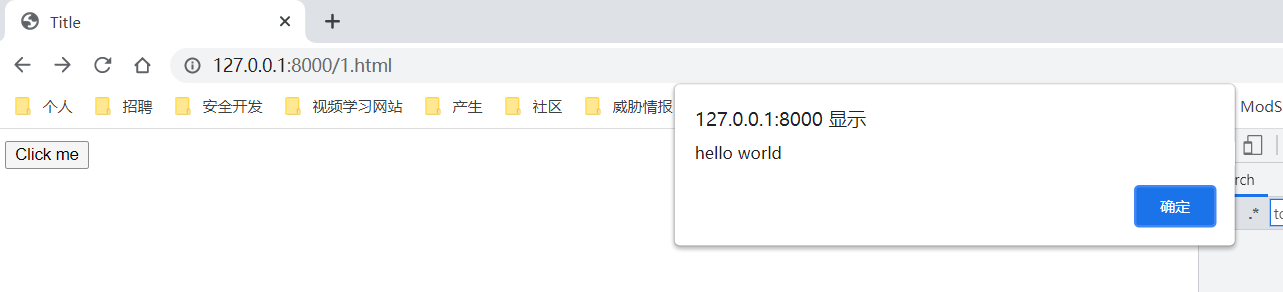 Title
127.0.0.1:8000/1.html
个人 招聘 安全开发 视频学习网站 产生 社区 威胁情报 ModS
127.0.0.1:8000 显示
hello world
Click me
确定
rch
.*